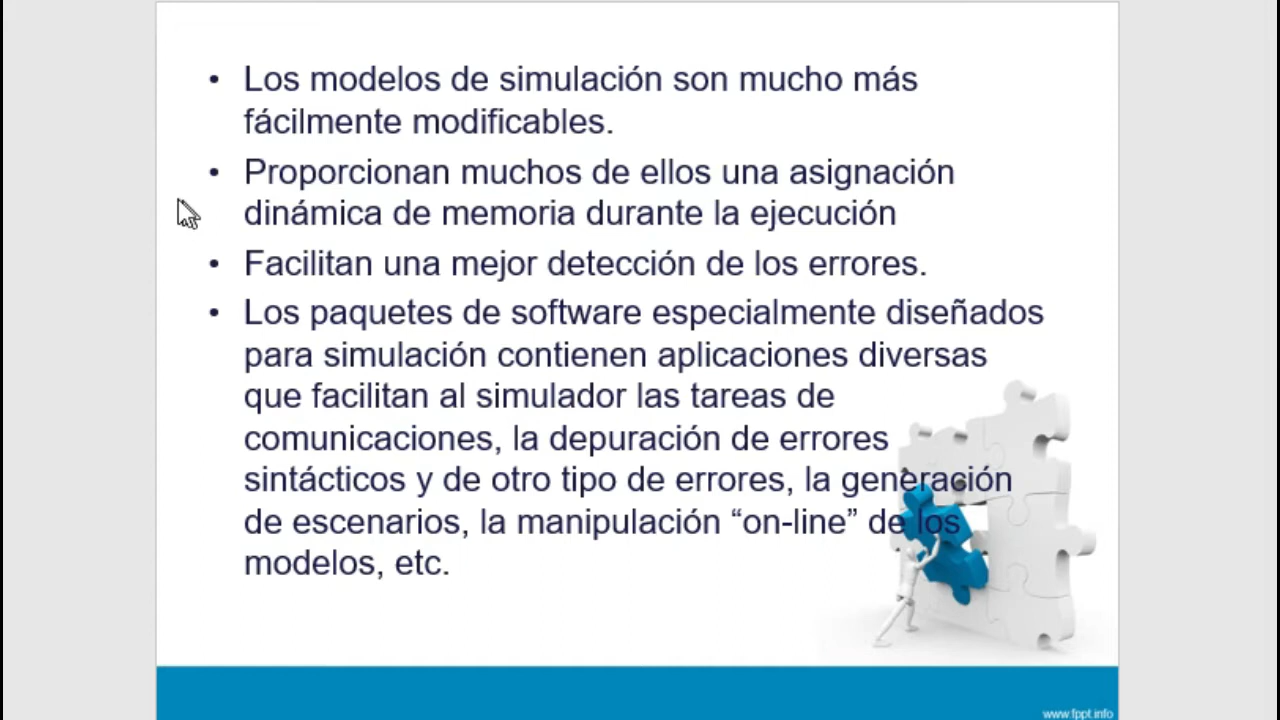 • Los modelos de simulación son mucho más
fácilmente modificables.
• Proporcionan muchos de ellos una asignación
dinámica de memoria durante la ejecución
• Facilitan una mejor detección de los errores.
• Los paquetes de software especialmente diseñados
para simulación contienen aplicaciones diversas
que facilitan al simulador las tareas de
comunicaciones, la depuración de errores
sintácticos y de otro tipo de errores, la generación
de escenarios, la manipulación “on-line” de los
modelos, etc.
www.fppt.info